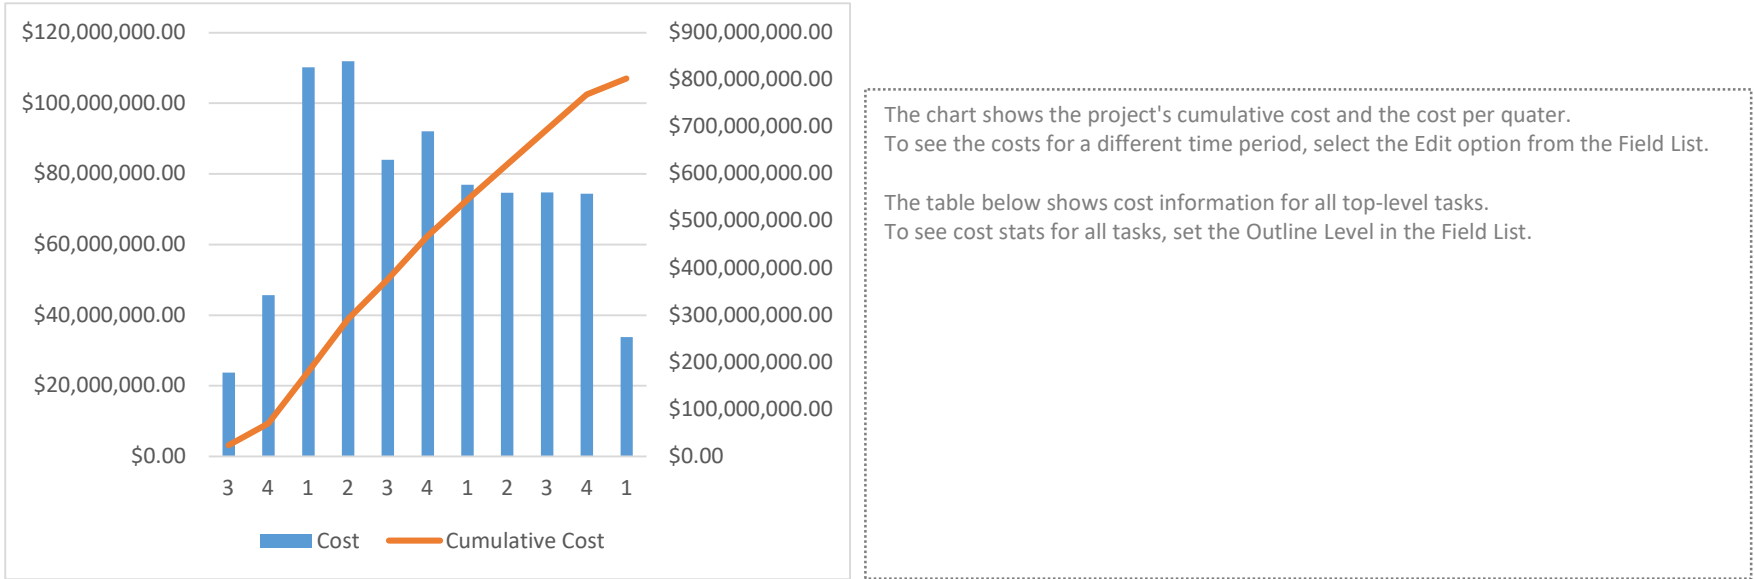 $120,000,000.00
$100,000,000.00
$80,000,000.00
$60,000,000.00
$40,000,000.00
$20,000,000.00
$0.00
$900,000,000.00
$800,000,000.00
$700,000,000.00
$600,000,000.00
$500,000,000.00
$400,000,000.00
$300,000,000.00
$200,000,000.00
$100,000,000.00
$0.00
3 4 1 2 3 4 1 2 3 4 1
Cost Cumulative Cost
The chart shows the project's cumulative cost and the cost per quater.
To see the costs for a different time period, select the Edit option from the Field List.
The table below shows cost information for all top-level tasks.
To see cost stats for all tasks, set the Outline Level in the Field List.